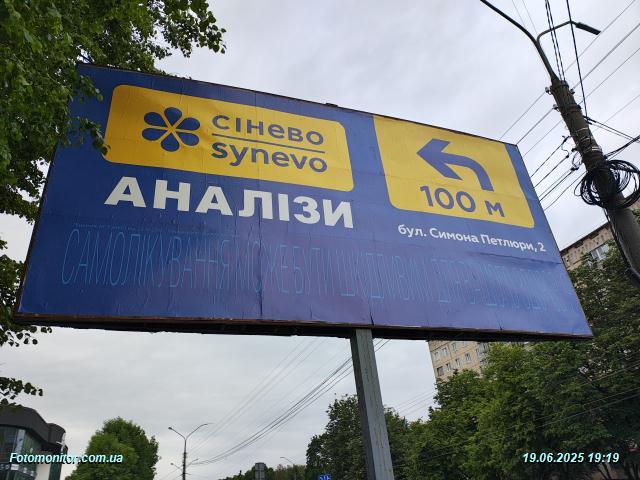 сінево
synevo
АНАЛІЗИ
100 м
бул. Симона Петлюри, 2
САМОЛІКУВАННЯ МОЖЕ БУТИ ШКІДЛИВИМ ДЛЯ ВАШОГО ЗДОРОВ'Я
Fotomonitor.com.ua
19.06.2025 19:19